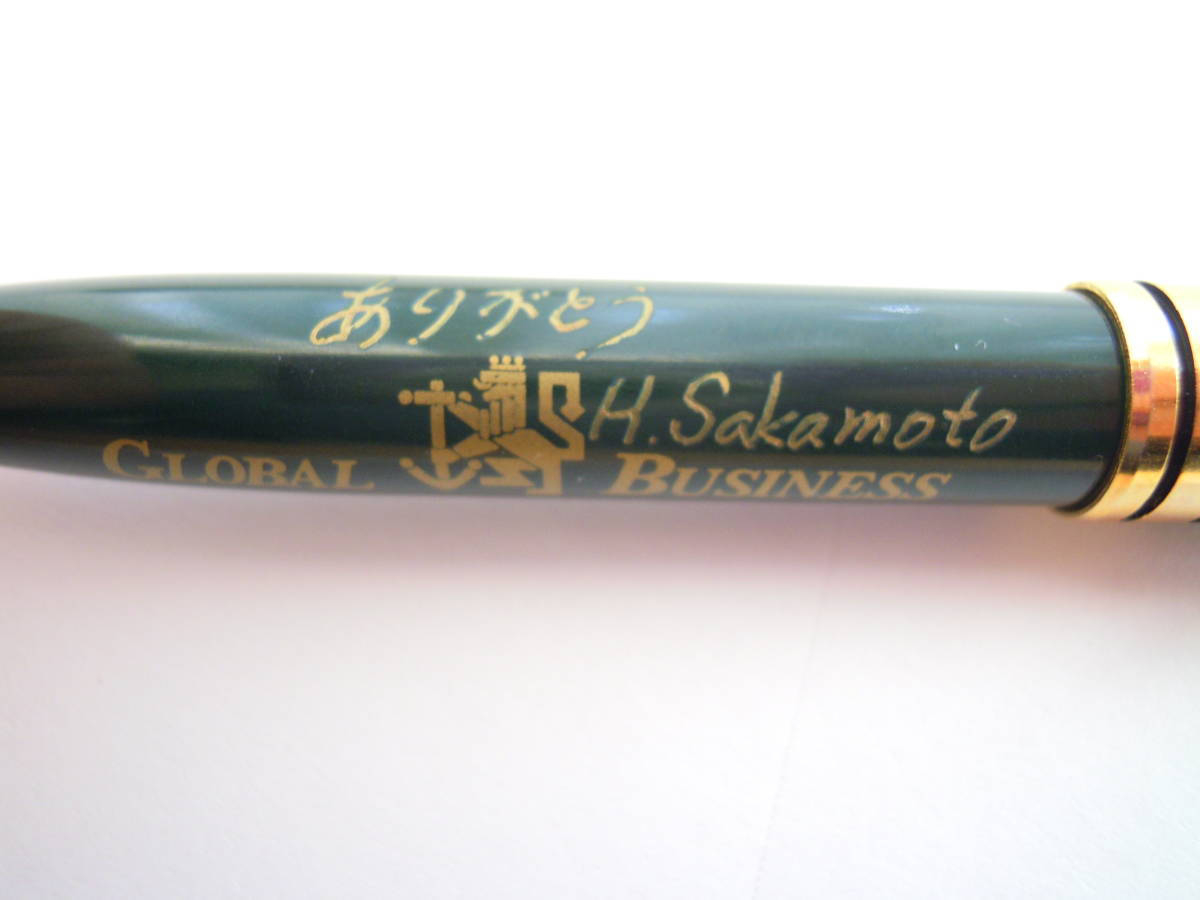 ありがとう
H. Sakamoto
GLOBAL BUSINESS